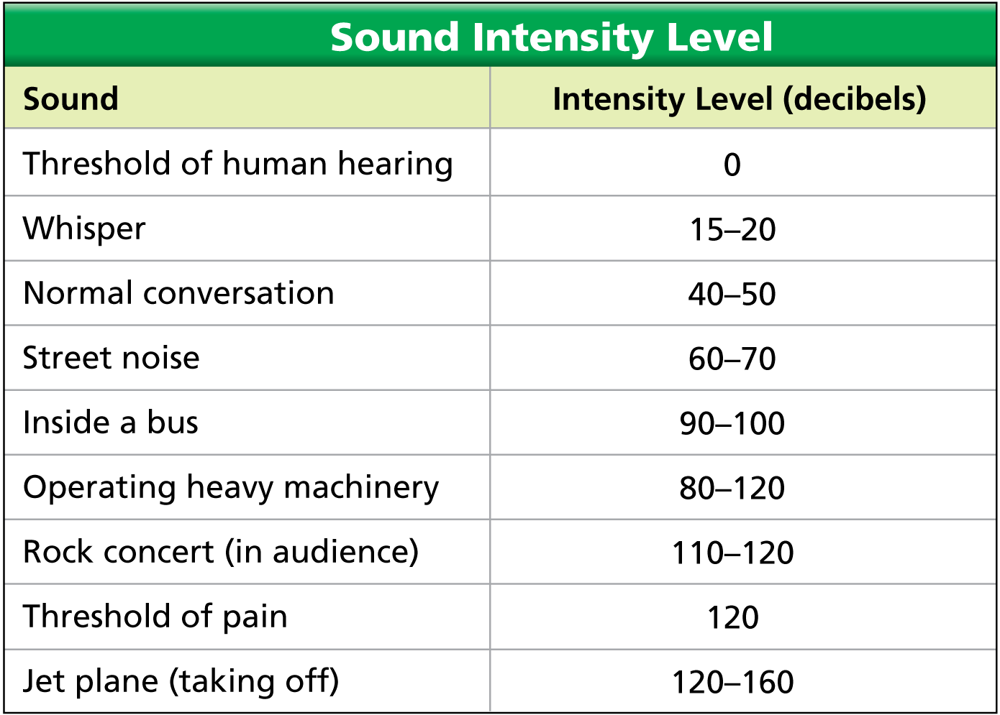 Sound Intensity Level
Sound Intensity Level (decibels)
Threshold of human hearing 0
Whisper 15–20
Normal conversation 40–50
Street noise 60–70
Inside a bus 90–100
Operating heavy machinery 80–120
Rock concert (in audience) 110–120
Threshold of pain 120
Jet plane (taking off) 120–160